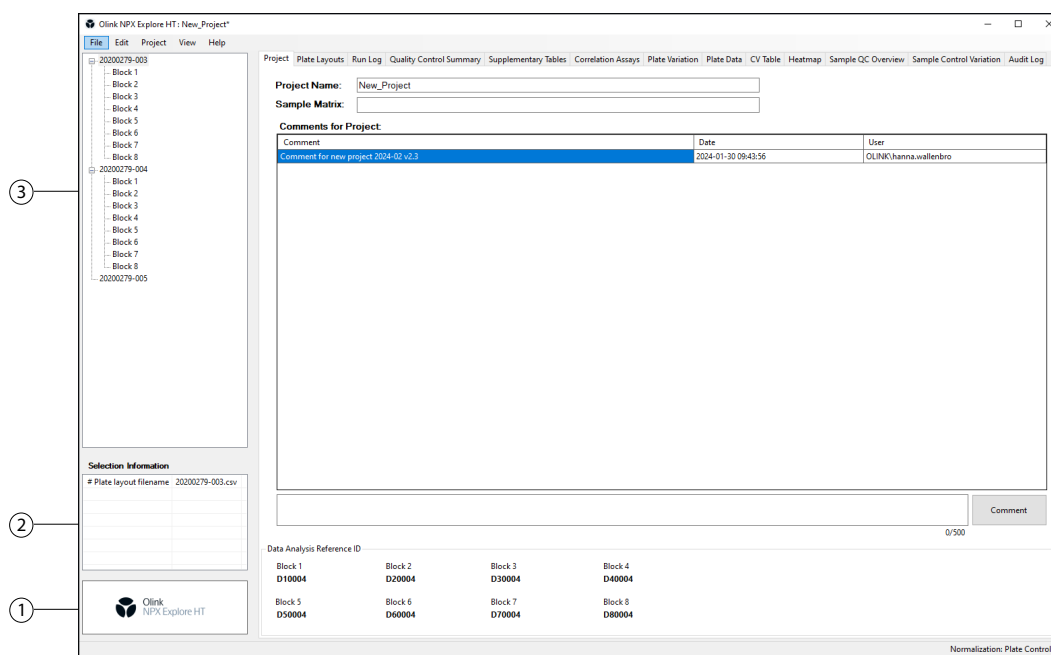 Olink NPX Explore HT : New_Project*
File Edit Project View Help
20200279-003
Block 1
Block 2
Block 3
Block 4
Block 5
Block 6
Block 7
Block 8
20200279-004
Block 1
Block 2
Block 3
Block 4
Block 5
Block 6
Block 7
Block 8
20200279-005
3
Selection Information
# Plate layout filename 20200279-003.csv
2
Olink
NPX Explore HT
1
Project Plate Layouts Run Log Quality Control Summary Supplementary Tables Correlation Assays Plate Variation Plate Data CV Table Heatmap Sample QC Overview Sample Control Variation Audit Log
Project Name: New_Project
Sample Matrix:
Comments for Project:
Comment Date User
Comment for new project 2024-02 v2.3 2024-01-30 09:43:56 OLINK\hanna.wallenbro
Comment
0/500
Data Analysis Reference ID
Block 1 Block 2 Block 3 Block 4
D10004 D20004 D30004 D40004
Block 5 Block 6 Block 7 Block 8
D50004 D60004 D70004 D80004
Normalization: Plate Control